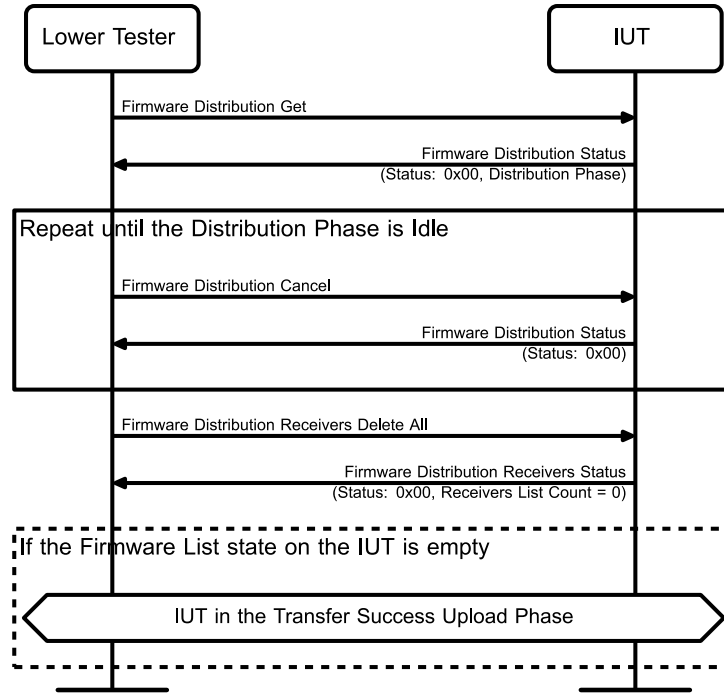 Lower Tester
IUT
Firmware Distribution Get
Firmware Distribution Status
(Status: 0x00, Distribution Phase)
Repeat until the Distribution Phase is Idle
Firmware Distribution Cancel
Firmware Distribution Status
(Status: 0x00)
Firmware Distribution Receivers Delete All
Firmware Distribution Receivers Status
(Status: 0x00, Receivers List Count = 0)
If the Firmware List state on the IUT is empty
IUT in the Transfer Success Upload Phase